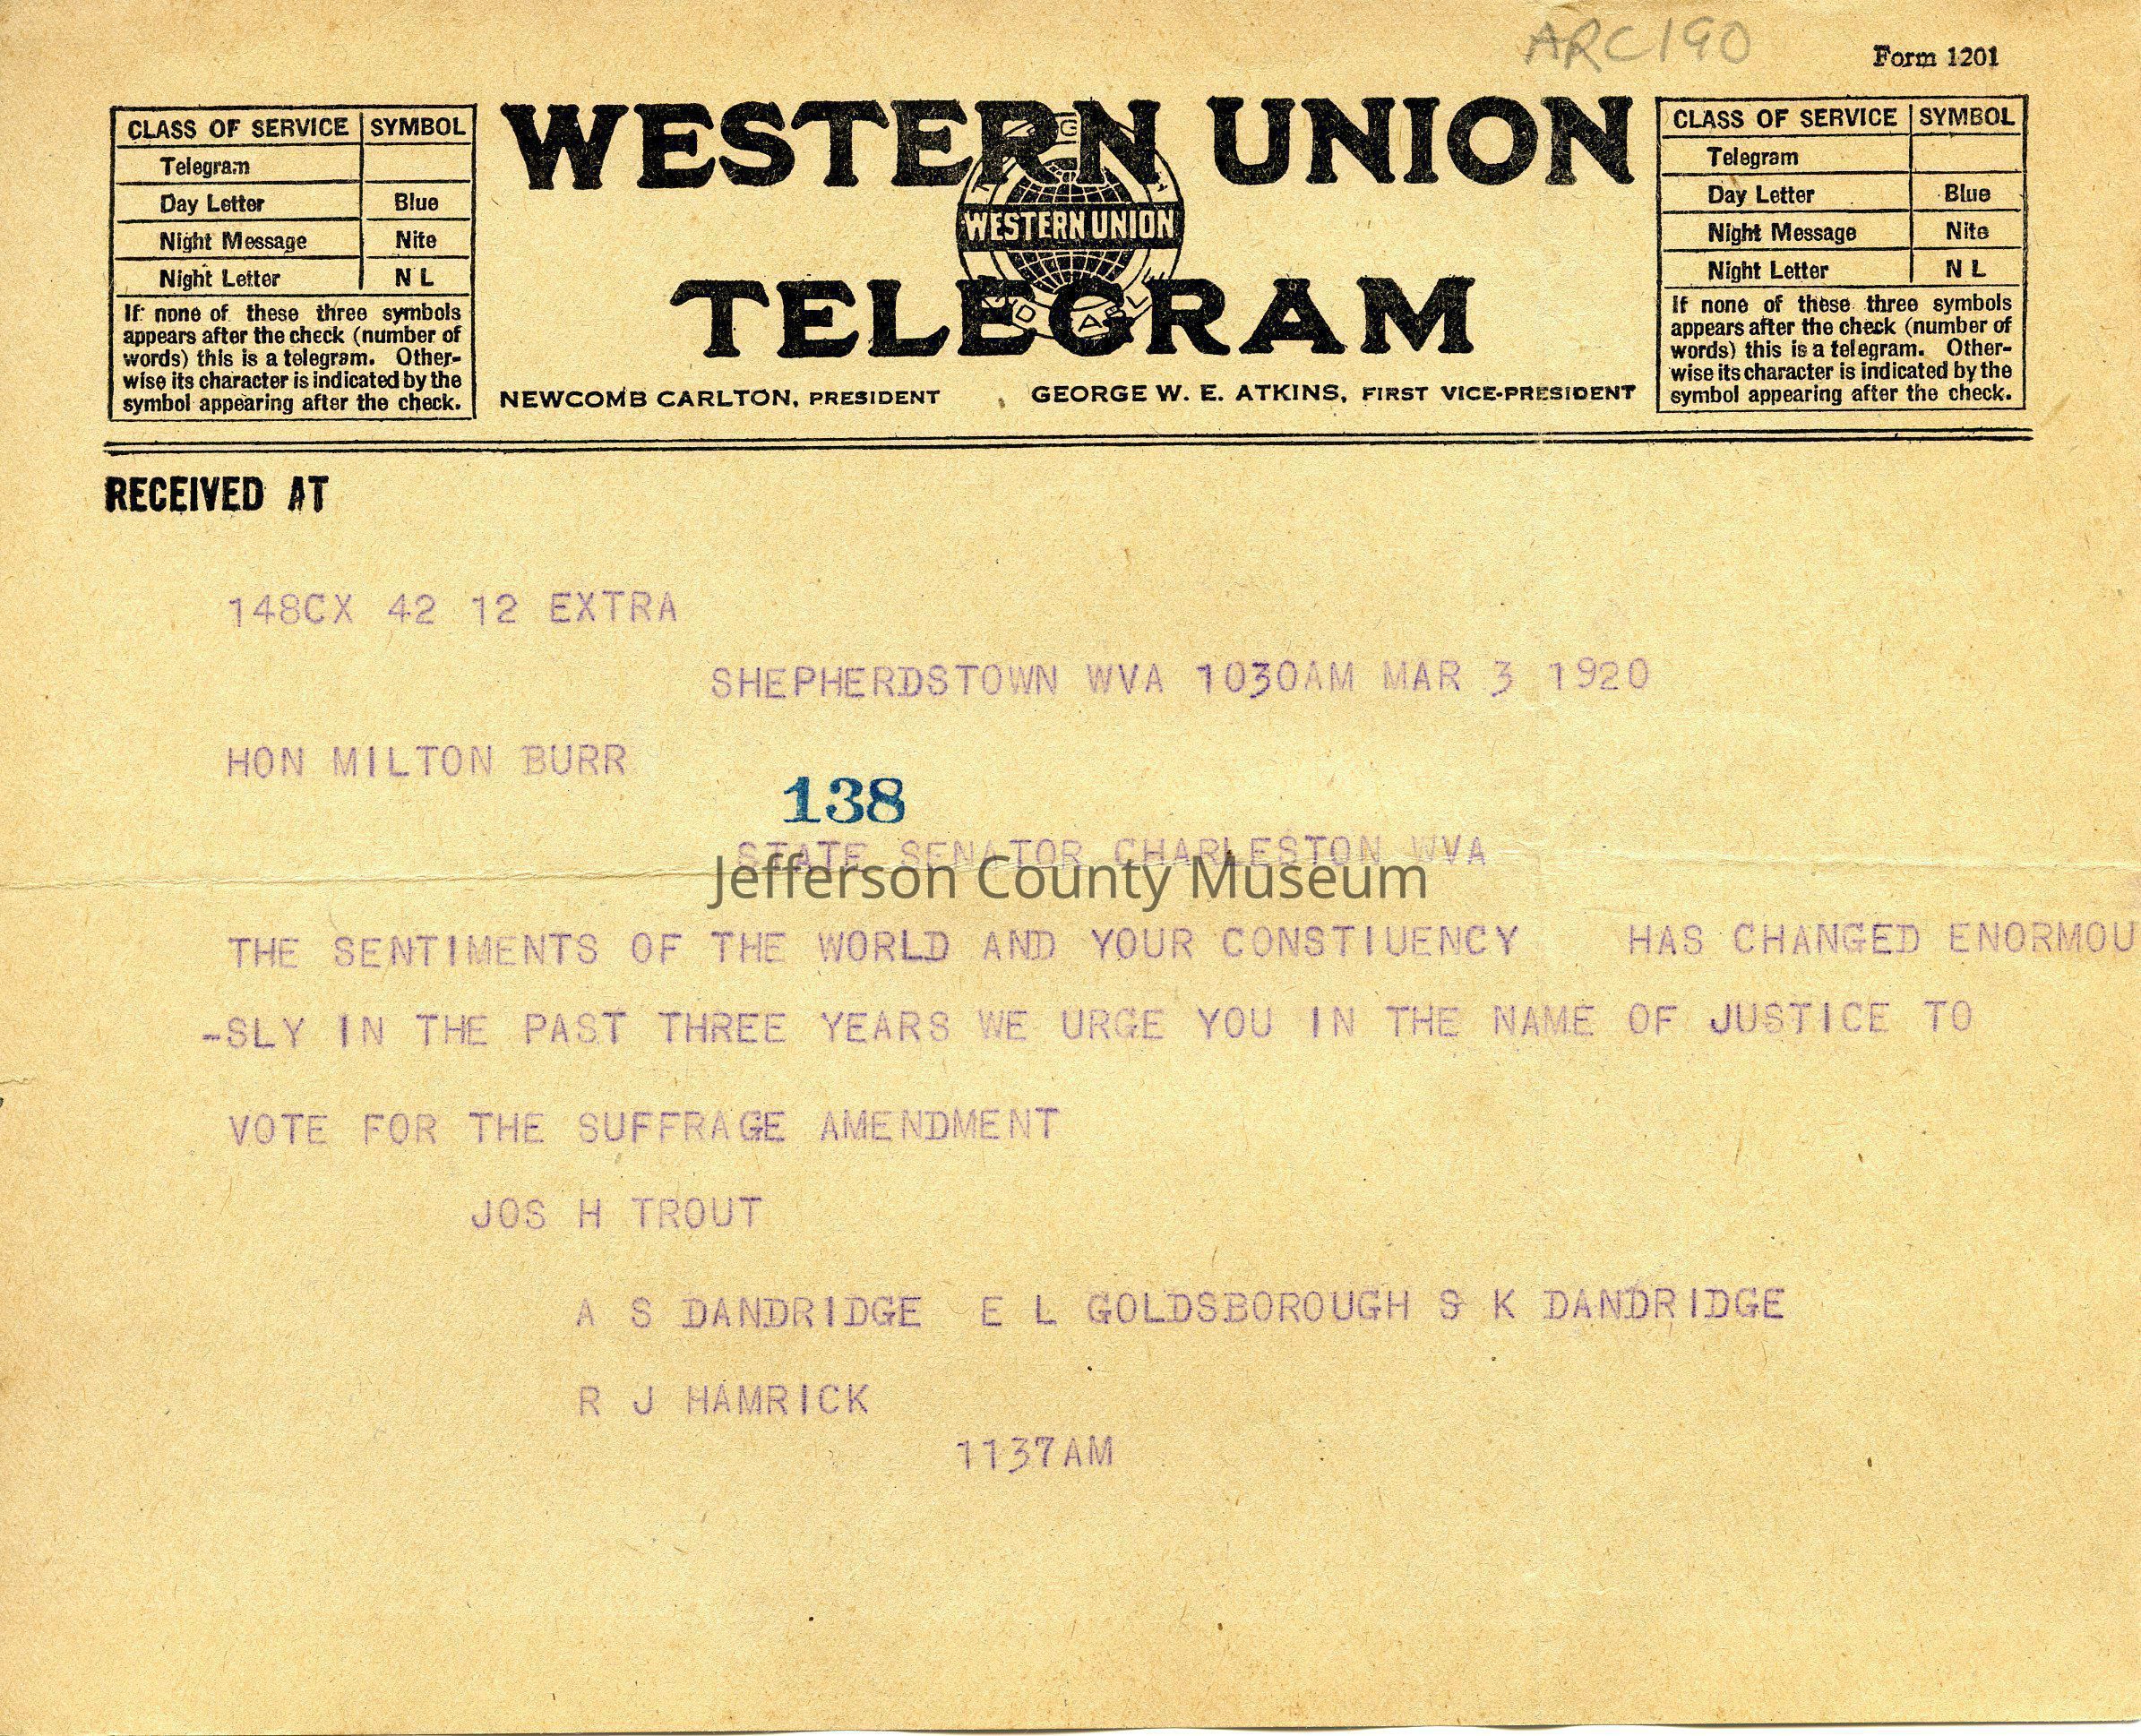 ARC190
Form 1201
CLASS OF SERVICE SYMBOL
Telegram
Day Letter Blue
Night Message Nite
Night Letter N L
If none of these three symbols
appears after the check (number of
words) this is a telegram. Other-
wise its character is indicated by the
symbol appearing after the check.
WESTERN UNION
WESTERN UNION
TELEGRAM
NEWCOMB CARLTON, PRESIDENT GEORGE W. E. ATKINS, FIRST VICE-PRESIDENT
CLASS OF SERVICE SYMBOL
Telegram
Day Letter Blue
Night Message Nite
Night Letter N L
If none of these three symbols
appears after the check (number of
words) this is a telegram. Other-
wise its character is indicated by the
symbol appearing after the check.
RECEIVED AT
148CX 42 12 EXTRA
SHEPHERDSTOWN WVA 1030AM MAR 3 1920
HON MILTON BURR
138
STATE SENATOR CHARLESTON WVA
Jefferson County Museum
THE SENTIMENTS OF THE WORLD AND YOUR CONSTIUENCY HAS CHANGED ENORMOU
-SLY IN THE PAST THREE YEARS WE URGE YOU IN THE NAME OF JUSTICE TO
VOTE FOR THE SUFFRAGE AMENDMENT
JOS H TROUT
A S DANDRIDGE E L GOLDSBOROUGH S K DANDRIDGE
R J HAMRICK
1137AM